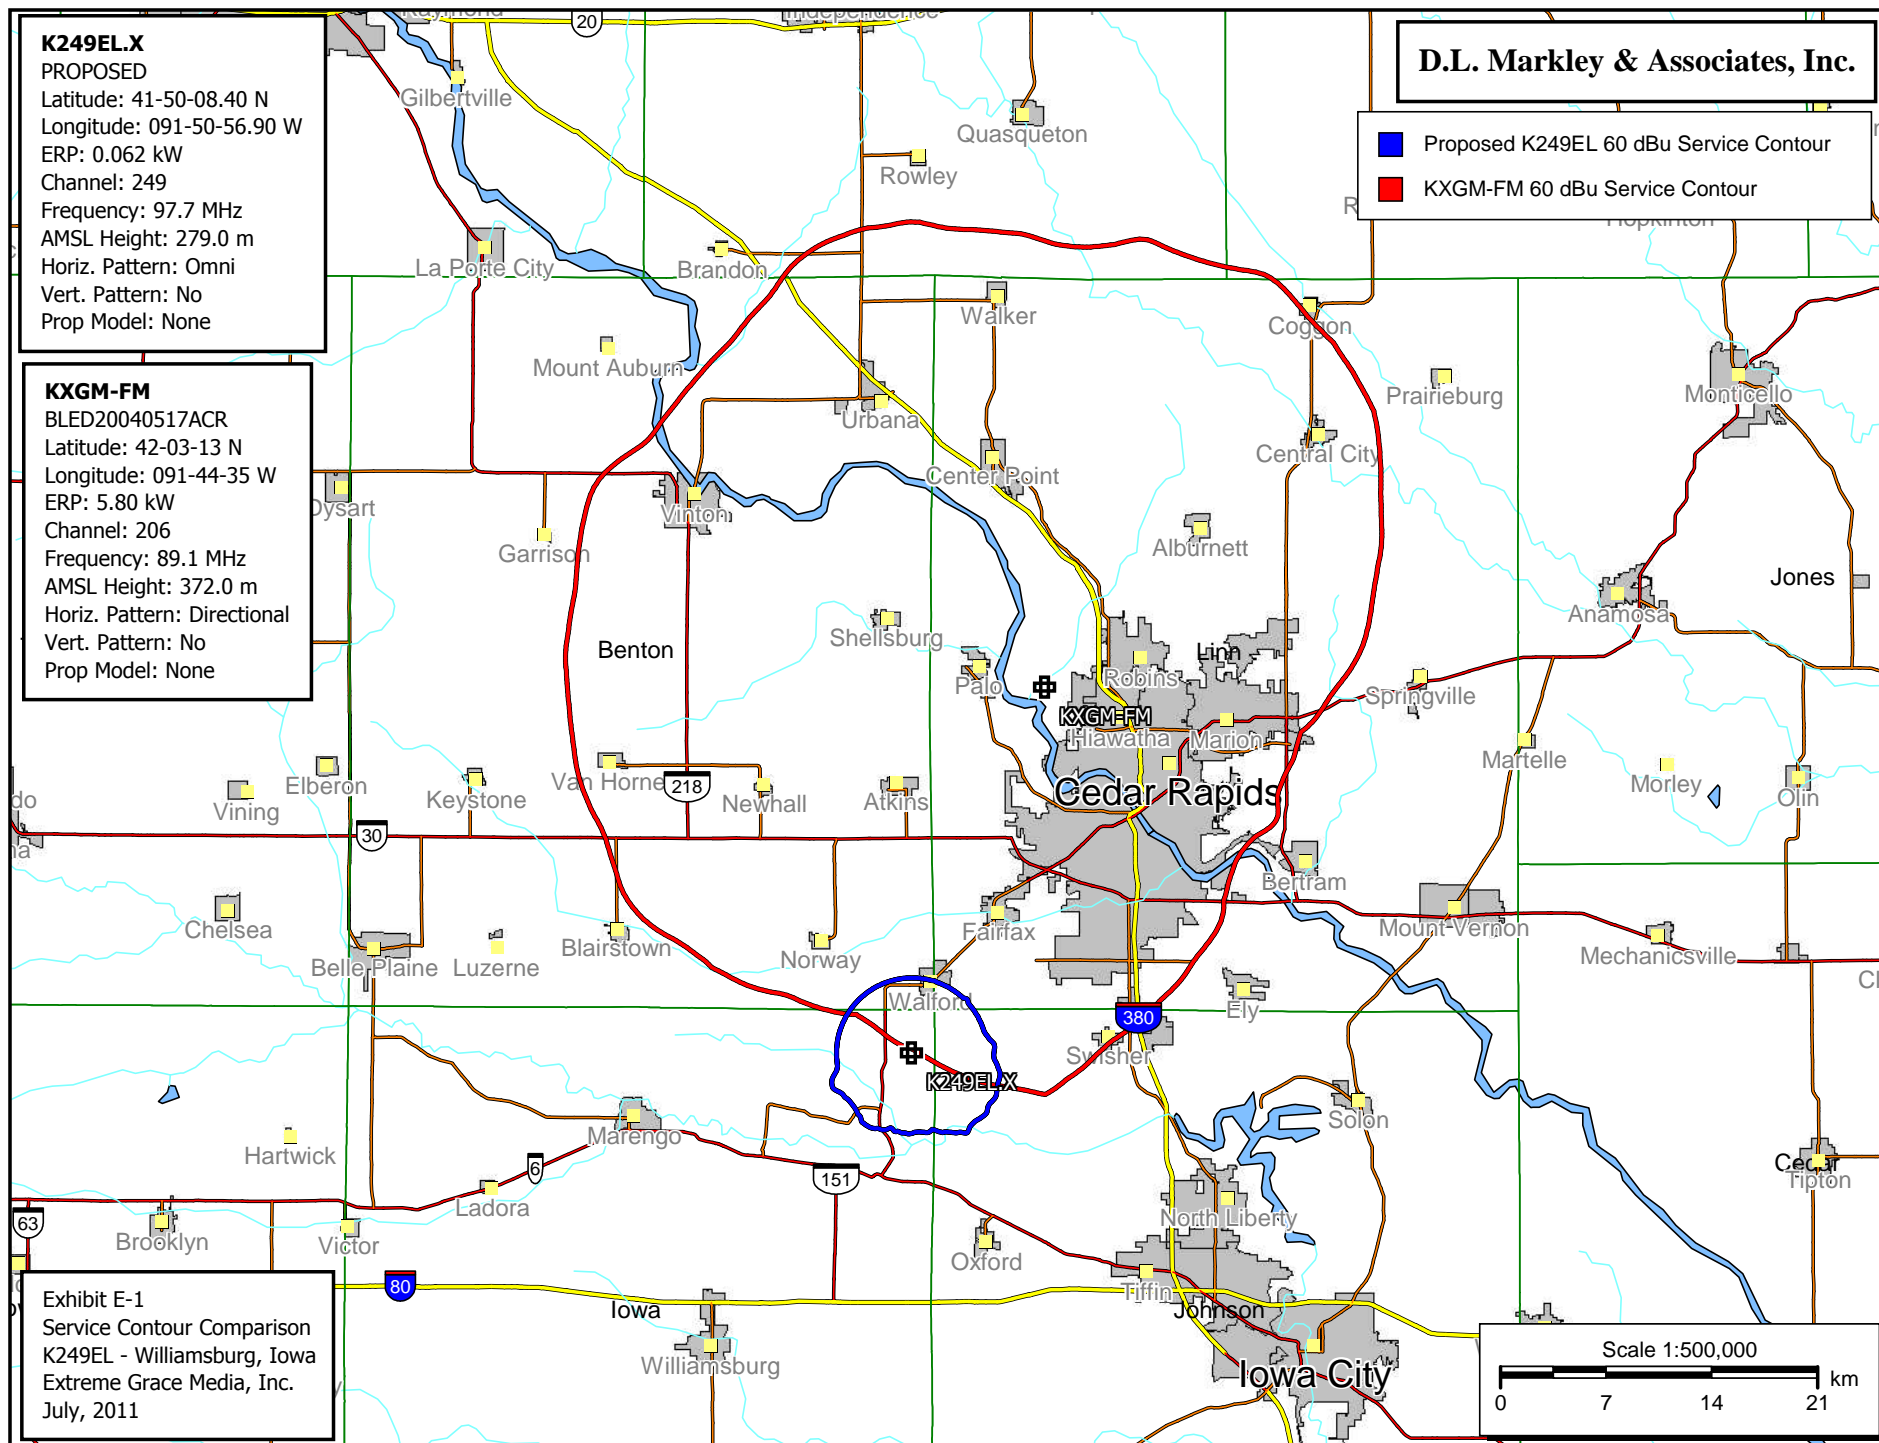 K249EL.X
PROPOSED
Latitude: 41-50-08.40 N
Longitude: 091-50-56.90 W
ERP: 0.062 kW
Channel: 249
Frequency: 97.7 MHz
AMSL Height: 279.0 m
Horiz. Pattern: Omni
Vert. Pattern: No
Prop Model: None
KXGM-FM
BLED20040517ACR
Latitude: 42-03-13 N
Longitude: 091-44-35 W
ERP: 5.80 kW
Channel: 206
Frequency: 89.1 MHz
AMSL Height: 372.0 m
Horiz. Pattern: Directional
Vert. Pattern: No
Prop Model: None
D.L. Markley & Associates, Inc.
Proposed K249EL 60 dBu Service Contour
KXGM-FM 60 dBu Service Contour
Raymond
20
Independence
Gilbertville
Quasqueton
Rowley
Hopkinton
La Porte City
Brandon
Walker
Coggon
Mount Auburn
Urbana
Prairieburg
Monticello
Central City
Center Point
Dysart
Vinton
Garrison
Alburnett
Jones
Anamosa
Shellsburg
Benton
Linn
Palo
Robins
Springville
KXGM-FM
Hiawatha
Marion
Martelle
Elberon
Vining
Keystone
Van Horne
218
Newhall
Atkins
Cedar Rapids
Morley
Olin
30
Bertram
Chelsea
Belle Plaine
Luzerne
Blairstown
Norway
Fairfax
Mount Vernon
Mechanicsville
Walford
Ely
380
Swisher
K249EL.X
Marengo
Solon
Hartwick
6
151
Cedar
Tipton
Ladora
North Liberty
63
Brooklyn
Victor
Oxford
80
Tiffin
Iowa
Johnson
Williamsburg
Iowa City
Exhibit E-1
Service Contour Comparison
K249EL - Williamsburg, Iowa
Extreme Grace Media, Inc.
July, 2011
Scale 1:500,000
km
0 7 14 21